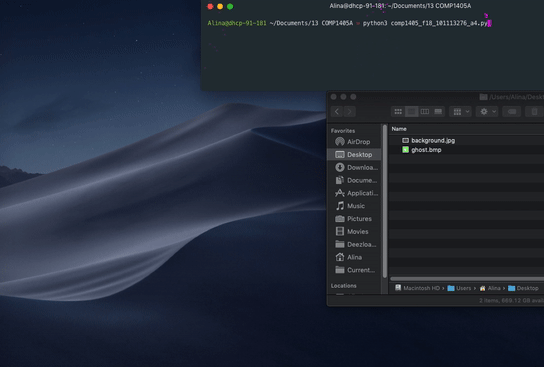 Alina@dhcp-91-181:~/Documents/13 COMP1405A
Alina@dhcp-91-181 ~/Documents/13 COMP1405A
python3 comp1405_f18_101113276_a4.py
/Users/Alina/Deskt
Favorites
AirDrop
Desktop
Downloa...
Docume...
Applicati...
Music
Pictures
Movies
Deezloa...
Alina
Current...
Locations
Name
background.jpg
ghost.bmp
Macintosh HD › Users › Alina › Desktop
2 items, 869.12 GB avail